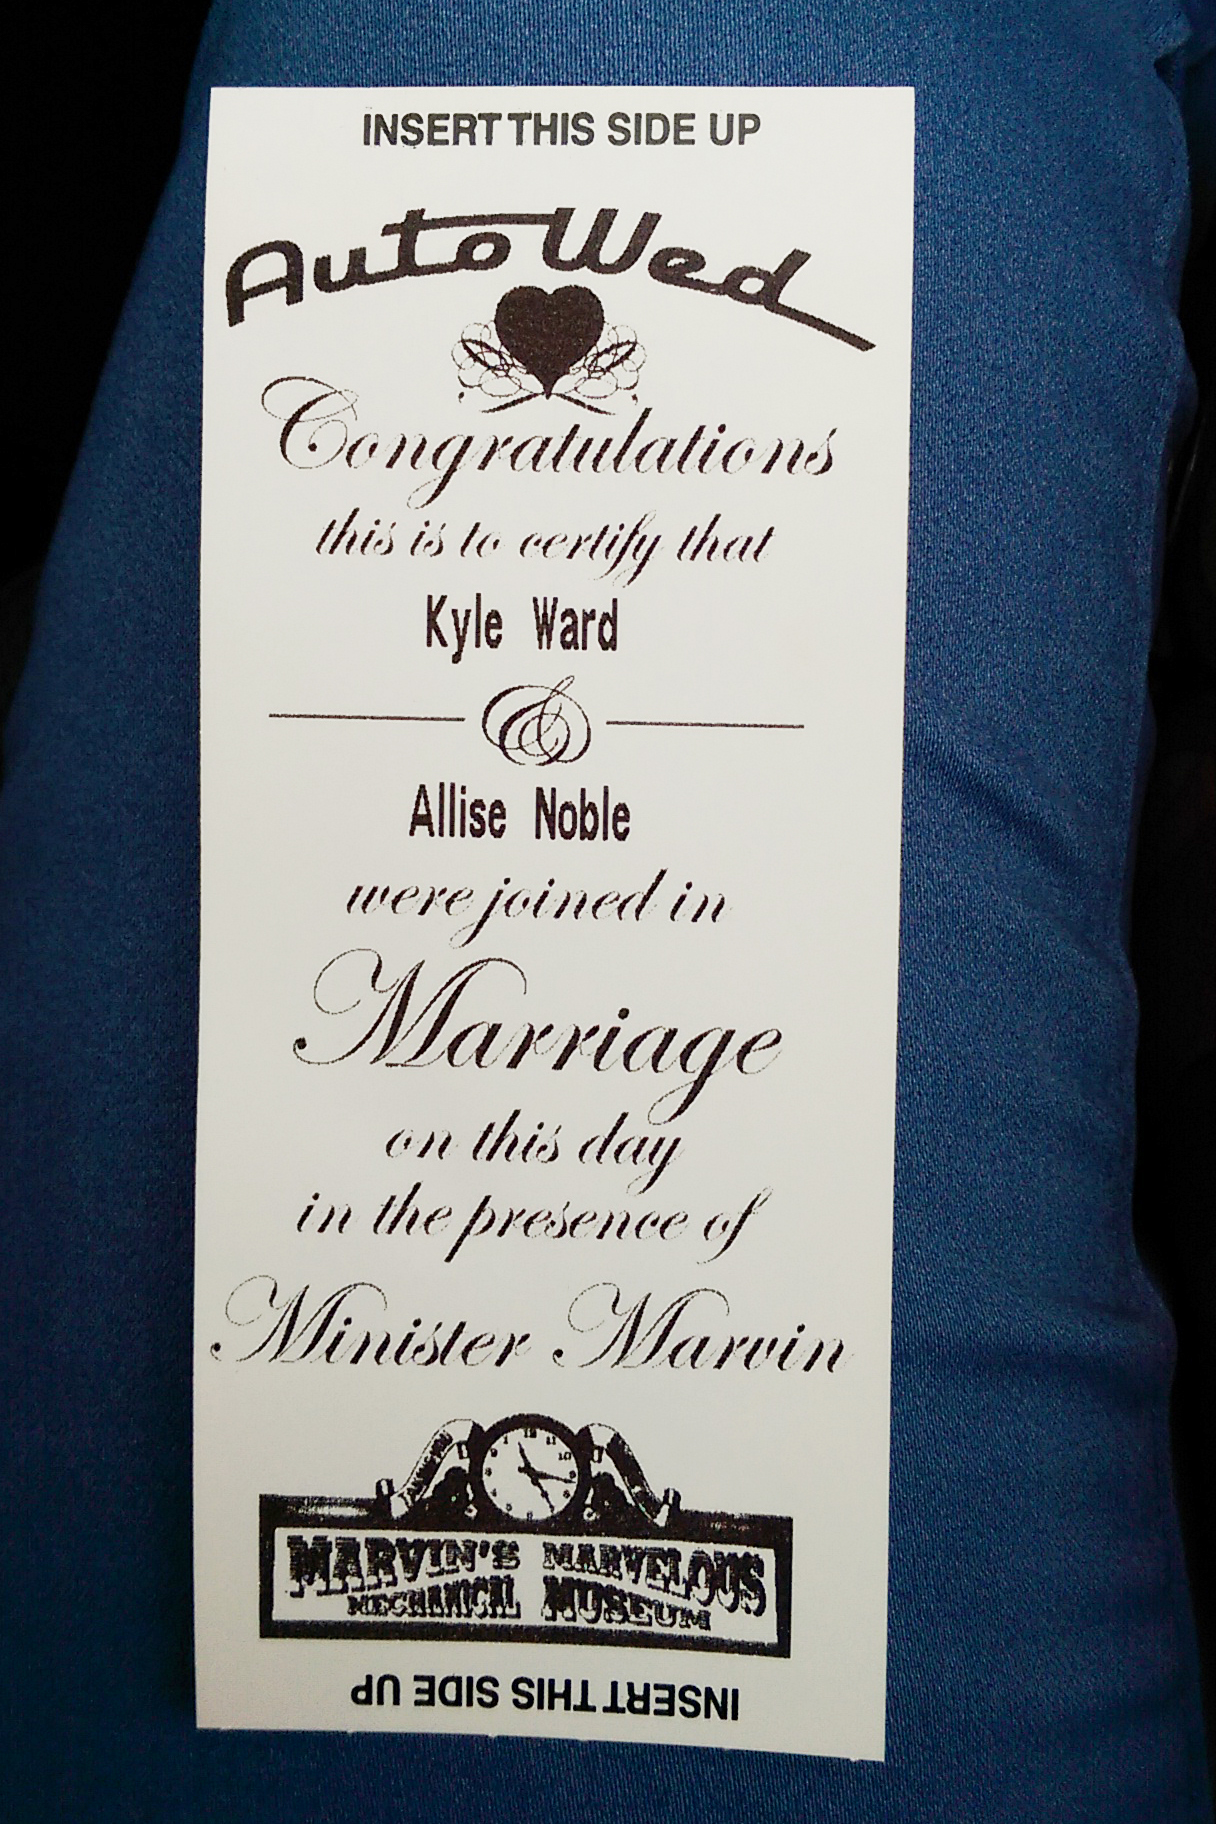 INSERT THIS SIDE UP
AutoWed
Congratulations
this is to certify that
Kyle Ward
&
Allise Noble
were joined in
Marriage
on this day
in the presence of
Minister Marvin
MARVIN'S MARVELOUS
MECHANICAL MUSEUM
INSERT THIS SIDE UP